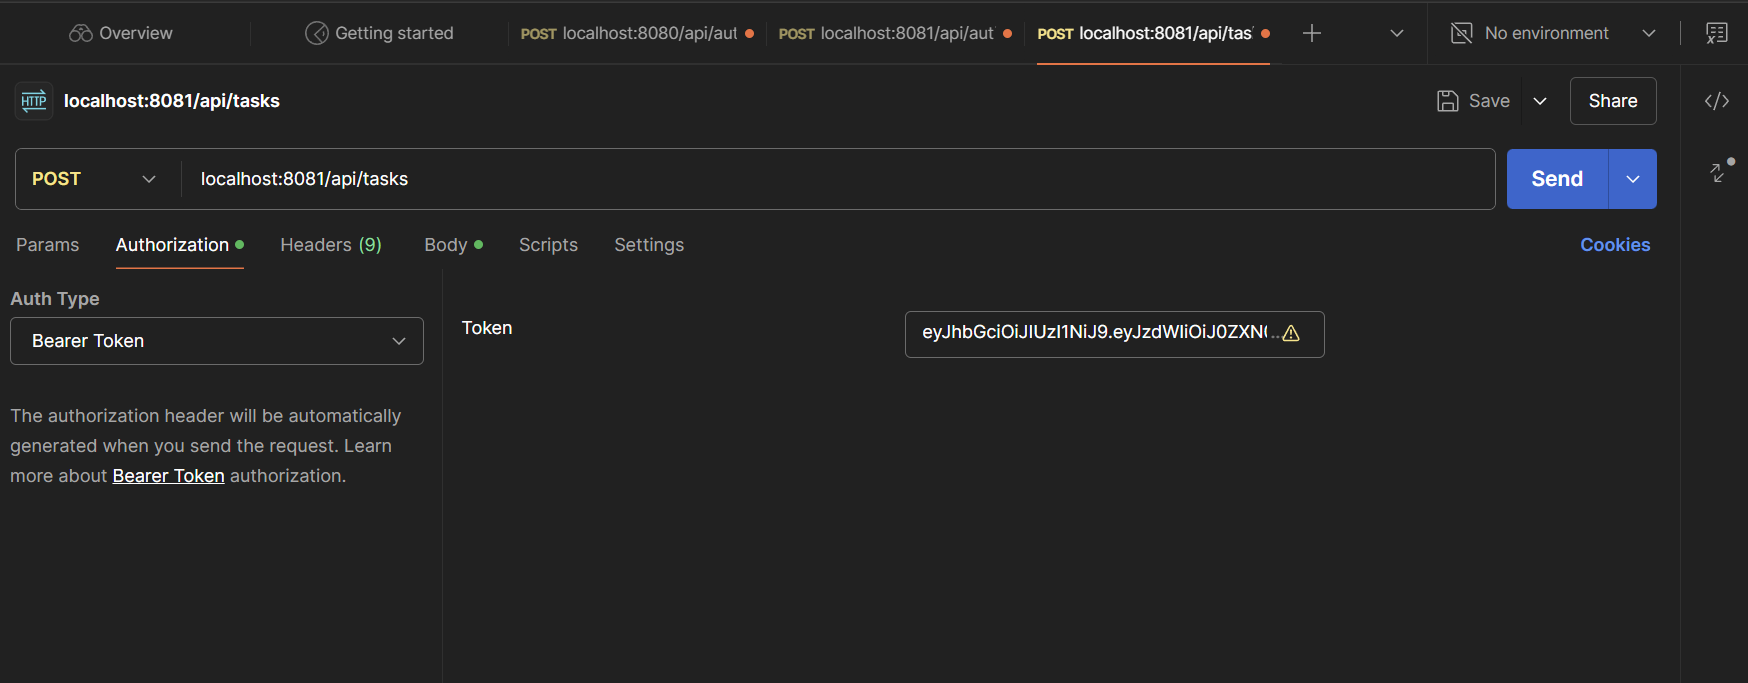 Overview
Getting started
POST localhost:8080/api/aut
POST localhost:8081/api/aut
POST localhost:8081/api/tas
No environment
HTTP
localhost:8081/api/tasks
Save
Share
POST
localhost:8081/api/tasks
Send
Params
Authorization
Headers (9)
Body
Scripts
Settings
Cookies
Auth Type
Bearer Token
Token
eyJhbGciOiJIUzI1NiJ9.eyJzdWIiOiJ0ZXN0...
The authorization header will be automatically
generated when you send the request. Learn
more about Bearer Token authorization.